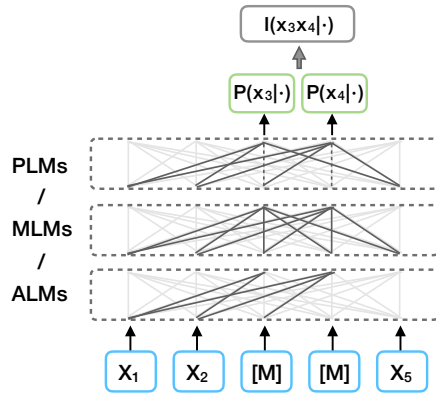 I(x₃x₄|·)
P(x₃|·) P(x₄|·)
PLMs
/
MLMs
/
ALMs
X₁ X₂ [M] [M] X₅